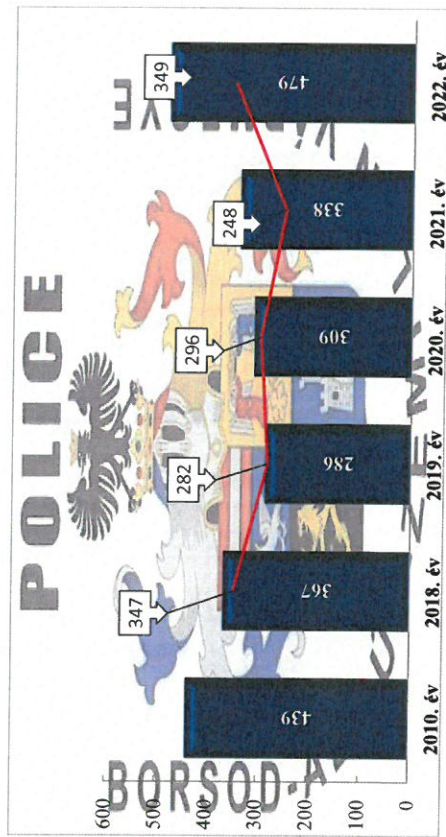 POLICE
BORSOD-A
600
500
400
300
200
100
0
439
367
286
309
338
479
347
282
296
248
349
2010. év
2018. év
2019. év
2020. év
2021. év
2022. év